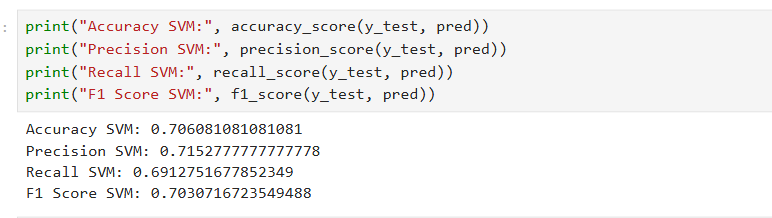 :
print("Accuracy SVM:", accuracy_score(y_test, pred))
print("Precision SVM:", precision_score(y_test, pred))
print("Recall SVM:", recall_score(y_test, pred))
print("F1 Score SVM:", f1_score(y_test, pred))
Accuracy SVM: 0.706081081081081
Precision SVM: 0.7152777777777778
Recall SVM: 0.6912751677852349
F1 Score SVM: 0.7030716723549488